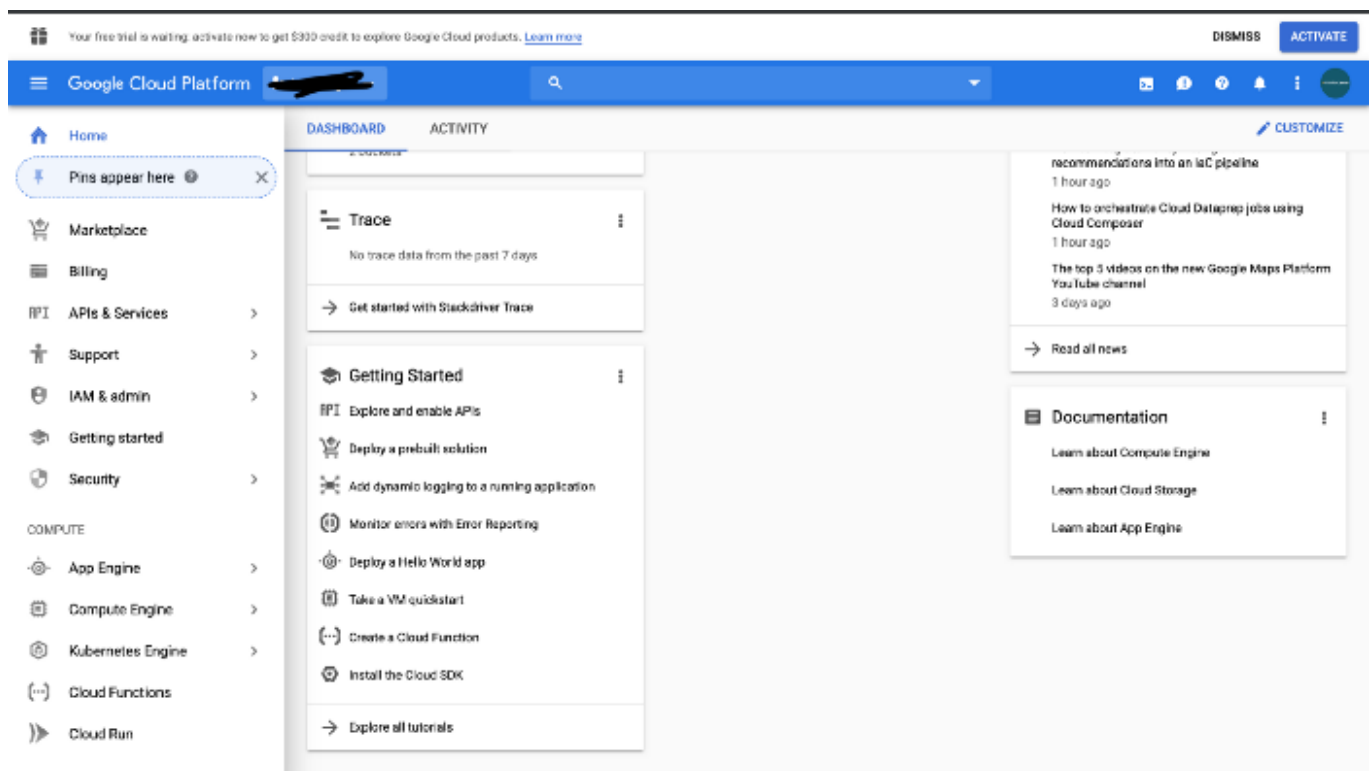 Your free trial is waiting: activate now to get $300 credit to explore Google Cloud products. Learn more
DISMISS
ACTIVATE
Google Cloud Platform
Home
Pins appear here
Marketplace
Billing
API APIs & Services
Support
IAM & admin
Getting started
Security
COMPUTE
App Engine
Compute Engine
Kubernetes Engine
Cloud Functions
Cloud Run
DASHBOARD
ACTIVITY
CUSTOMIZE
2 buckets
Trace
No trace data from the past 7 days
Get started with Stackdriver Trace
Getting Started
API Explore and enable APIs
Deploy a prebuilt solution
Add dynamic logging to a running application
Monitor errors with Error Reporting
Deploy a Hello World app
Take a VM quickstart
Create a Cloud Function
Install the Cloud SDK
Explore all tutorials
recommendations into an IaC pipeline
1 hour ago
How to orchestrate Cloud Dataprep jobs using
Cloud Composer
1 hour ago
The top 5 videos on the new Google Maps Platform
YouTube channel
3 days ago
Read all news
Documentation
Learn about Compute Engine
Learn about Cloud Storage
Learn about App Engine